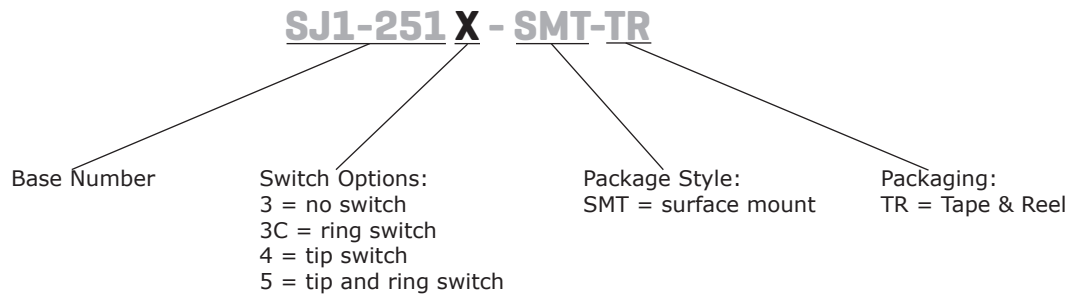 SJ1-251 X - SMT-TR
Base Number
Switch Options:
3 = no switch
3C = ring switch
4 = tip switch
5 = tip and ring switch
Package Style:
SMT = surface mount
Packaging:
TR = Tape & Reel